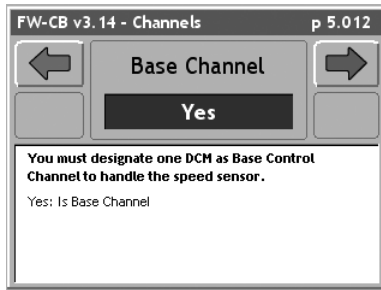 FW-CB v3.14 - Channels p 5.012
Base Channel
Yes
You must designate one DCM as Base Control
Channel to handle the speed sensor.
Yes: Is Base Channel